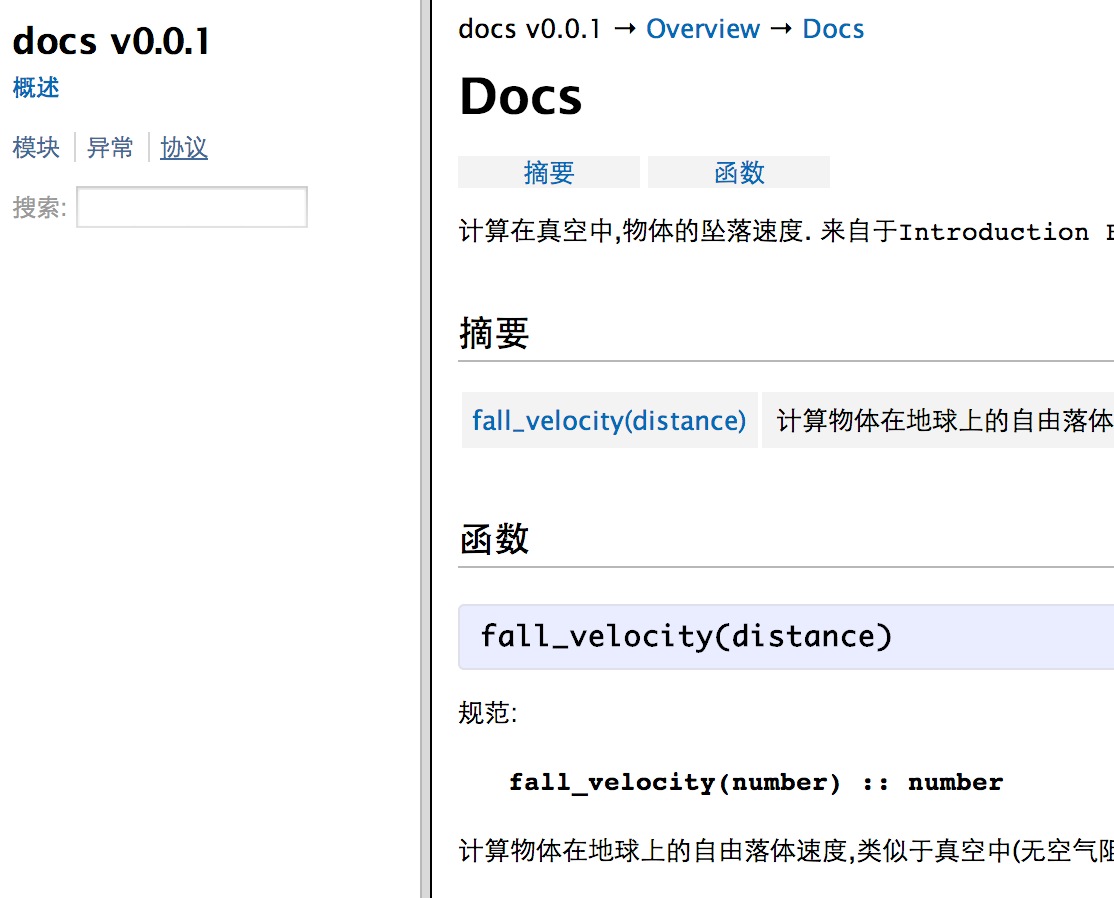 docs v0.0.1
概述
模块 异常 协议
搜索:
docs v0.0.1 → Overview → Docs
Docs
摘要 函数
计算在真空中,物体的坠落速度. 来自于Introduction
摘要
fall_velocity(distance) 计算物体在地球上的自由落体
函数
fall_velocity(distance)
规范:
fall_velocity(number) :: number
计算物体在地球上的自由落体速度,类似于真空中(无空气阻